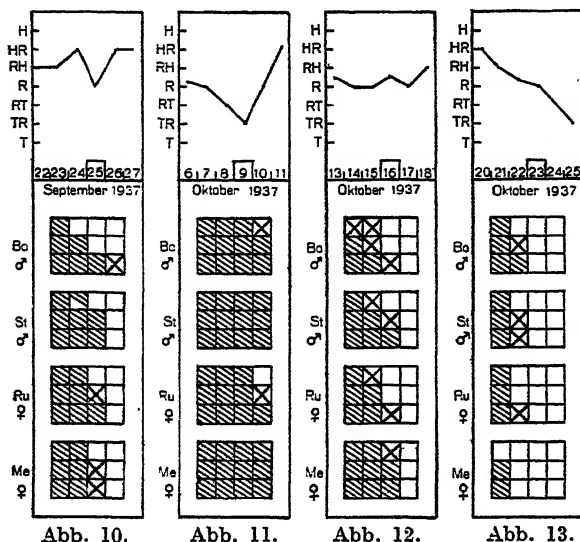 H H H H
HR HR HR HR
RH RH RH RH
R R R R
RT RT RT RT
TR TR TR TR
T T T T
22 23 24 25 26 27 6 7 8 9 10 11 13 14 15 16 17 18 20 21 22 23 24 25
September 1937 Oktober 1937 Oktober 1937 Oktober 1937
Bo Bo Bo Bo
♂ ♂ ♂ ♂
St St St St
♂ ♂ ♂ ♂
Ru Ru Ru Ru
♀ ♀ ♀ ♀
Me Me Me Me
♀ ♀ ♀ ♀
Abb. 10. Abb. 11. Abb. 12. Abb. 13.